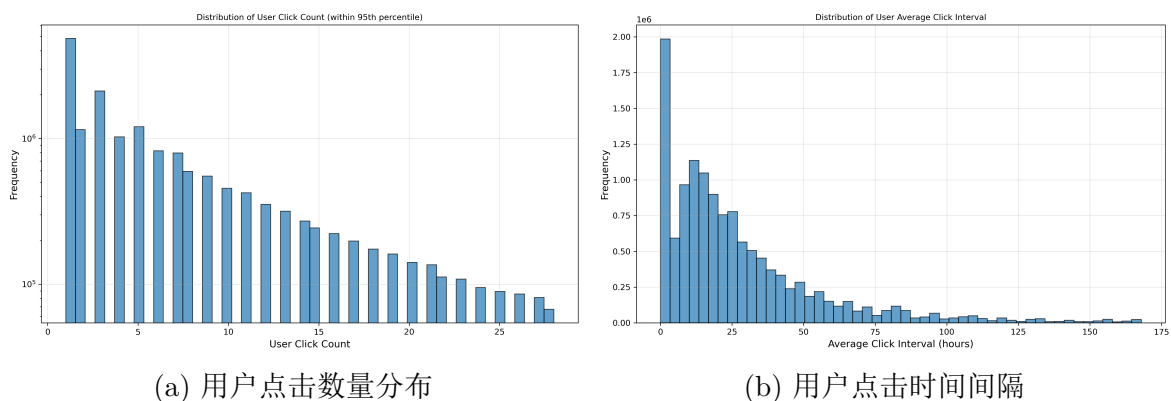 Distribution of User Click Count (within 95th percentile)
Frequency
10^6
10^5
0 5 10 15 20 25
User Click Count
(a) 用户点击数量分布
Distribution of User Average Click Interval
1e6
Frequency
2.00
1.75
1.50
1.25
1.00
0.75
0.50
0.25
0.00
0 25 50 75 100 125 150 175
Average Click Interval (hours)
(b) 用户点击时间间隔